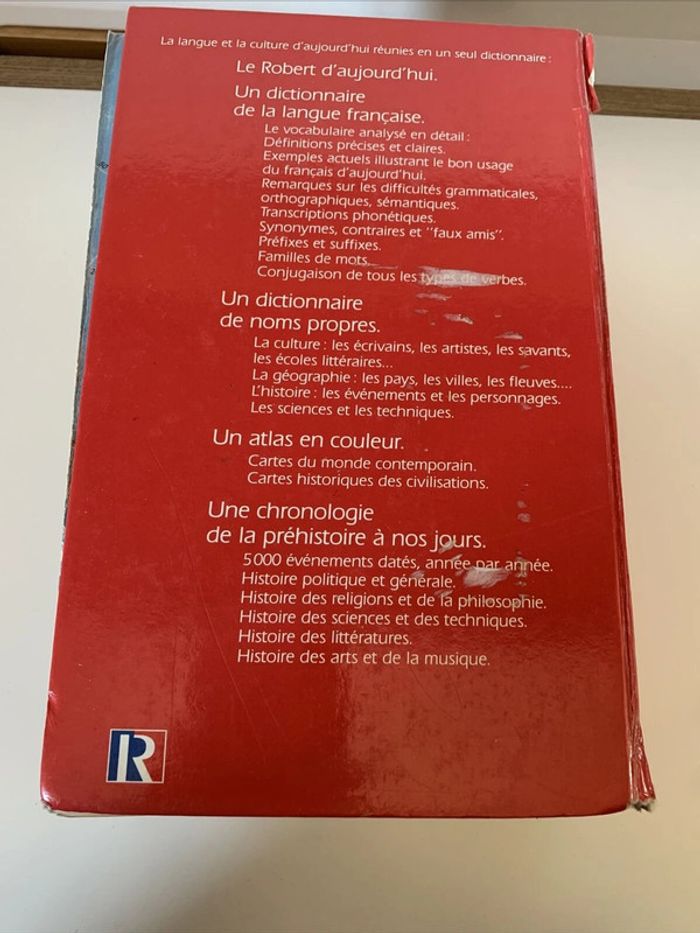 La langue et la culture d'aujourd'hui réunies en un seul dictionnaire :
Le Robert d'aujourd'hui.
Un dictionnaire
de la langue française.
Le vocabulaire analysé en détail :
Définitions précises et claires.
Exemples actuels illustrant le bon usage
du français d'aujourd'hui.
Remarques sur les difficultés grammaticales,
orthographiques, sémantiques.
Transcriptions phonétiques.
Synonymes, contraires et "faux amis".
Préfixes et suffixes.
Familles de mots.
Conjugaison de tous les types de verbes.
Un dictionnaire
de noms propres.
La culture : les écrivains, les artistes, les savants,
les écoles littéraires...
La géographie : les pays, les villes, les fleuves....
L'histoire : les événements et les personnages.
Les sciences et les techniques.
Un atlas en couleur.
Cartes du monde contemporain.
Cartes historiques des civilisations.
Une chronologie
de la préhistoire à nos jours.
5 000 événements datés, année par année.
Histoire politique et générale.
Histoire des religions et de la philosophie.
Histoire des sciences et des techniques.
Histoire des littératures.
Histoire des arts et de la musique.
R